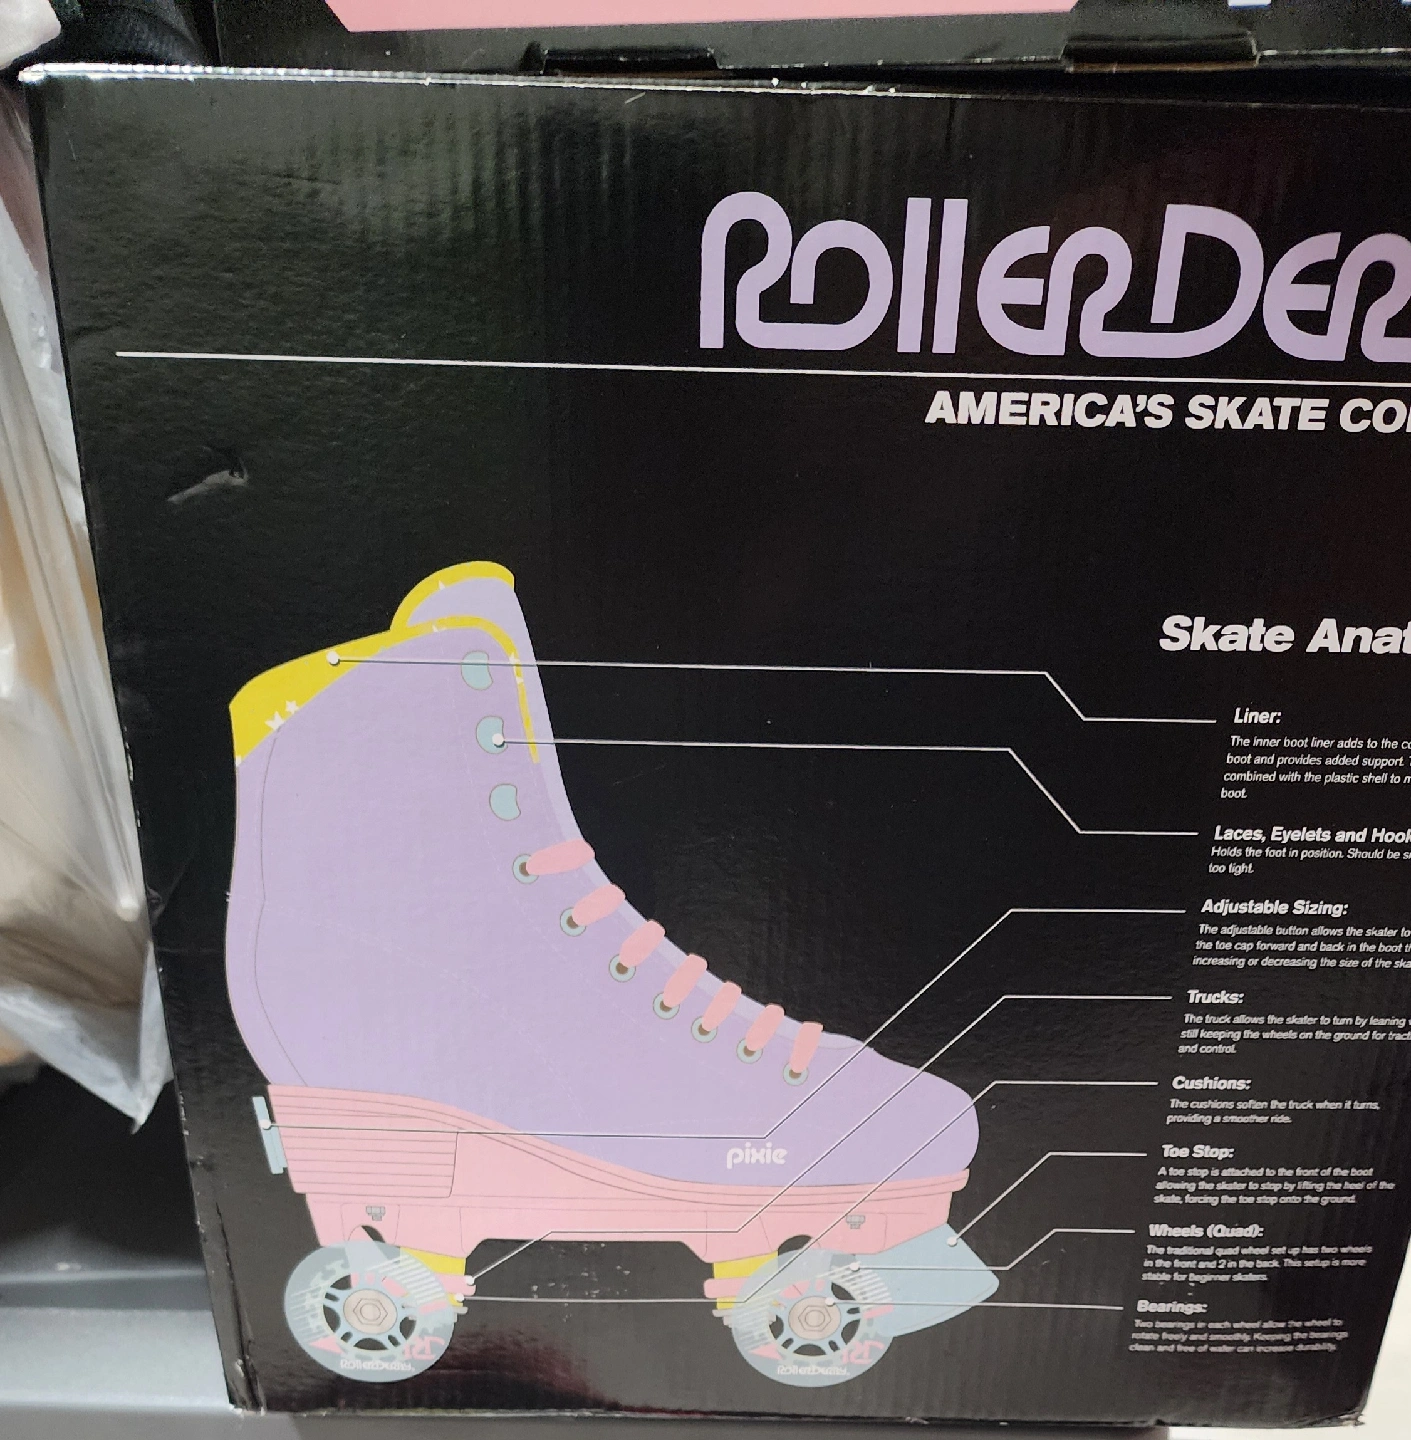 RollerDer
AMERICA'S SKATE CO
Skate Anat
Liner:
The inner boot liner adds to the co
boot and provides added support. T
combined with the plastic shell to m
boot.
Laces, Eyelets and Hook
Holds the foot in position. Should be s
too tight.
Adjustable Sizing:
The adjustable button allows the skater to
the toe cap forward and back in the boot th
increasing or decreasing the size of the ska
Trucks:
The truck allows the skater to turn by leaning
still keeping the wheels on the ground for tract
and control.
Cushions:
The cushions soften the truck when it turns,
providing a smoother ride.
Toe Stop:
A toe stop is attached to the front of the boot
allowing the skater to stop by lifting the heel of the
skate, forcing the toe stop onto the ground.
Wheels (Quad):
The traditional quad wheel set up has two wheels
in the front and 2 in the back. This setup is more
stable for beginner skaters.
Bearings:
Two bearings in each wheel allow the wheel to
rotate freely and smoothly. Keeping the bearings
clean and free of water can increase durability.
pixie
RollerDerby
RollerDerby